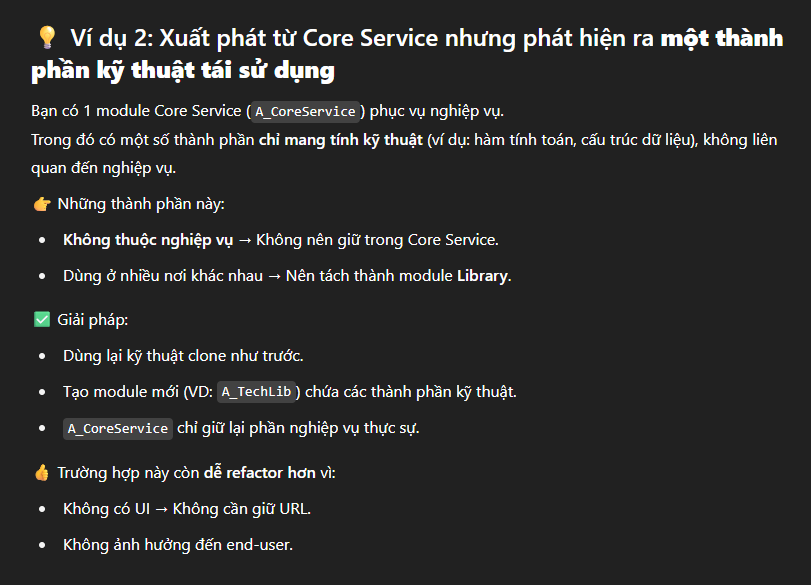 💡 Ví dụ 2: Xuất phát từ Core Service nhưng phát hiện ra một thành
phần kỹ thuật tái sử dụng
Bạn có 1 module Core Service (A_CoreService) phục vụ nghiệp vụ.
Trong đó có một số thành phần chỉ mang tính kỹ thuật (ví dụ: hàm tính toán, cấu trúc dữ liệu), không liên
quan đến nghiệp vụ.
👉 Những thành phần này:
• Không thuộc nghiệp vụ → Không nên giữ trong Core Service.
• Dùng ở nhiều nơi khác nhau → Nên tách thành module Library.
✅ Giải pháp:
• Dùng lại kỹ thuật clone như trước.
• Tạo module mới (VD: A_TechLib) chứa các thành phần kỹ thuật.
• A_CoreService chỉ giữ lại phần nghiệp vụ thực sự.
👍 Trường hợp này còn dễ refactor hơn vì:
• Không có UI → Không cần giữ URL.
• Không ảnh hưởng đến end-user.